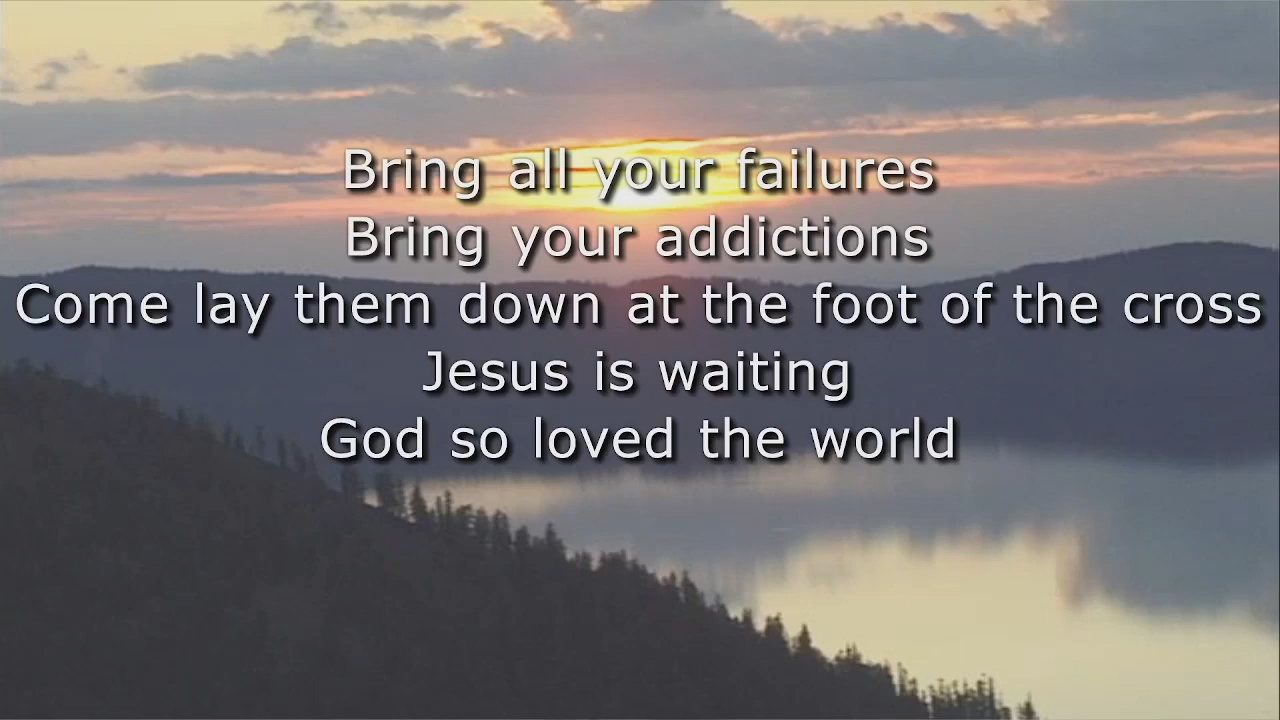 Bring all your failures
Bring your addictions
Come lay them down at the foot of the cross
Jesus is waiting
God so loved the world